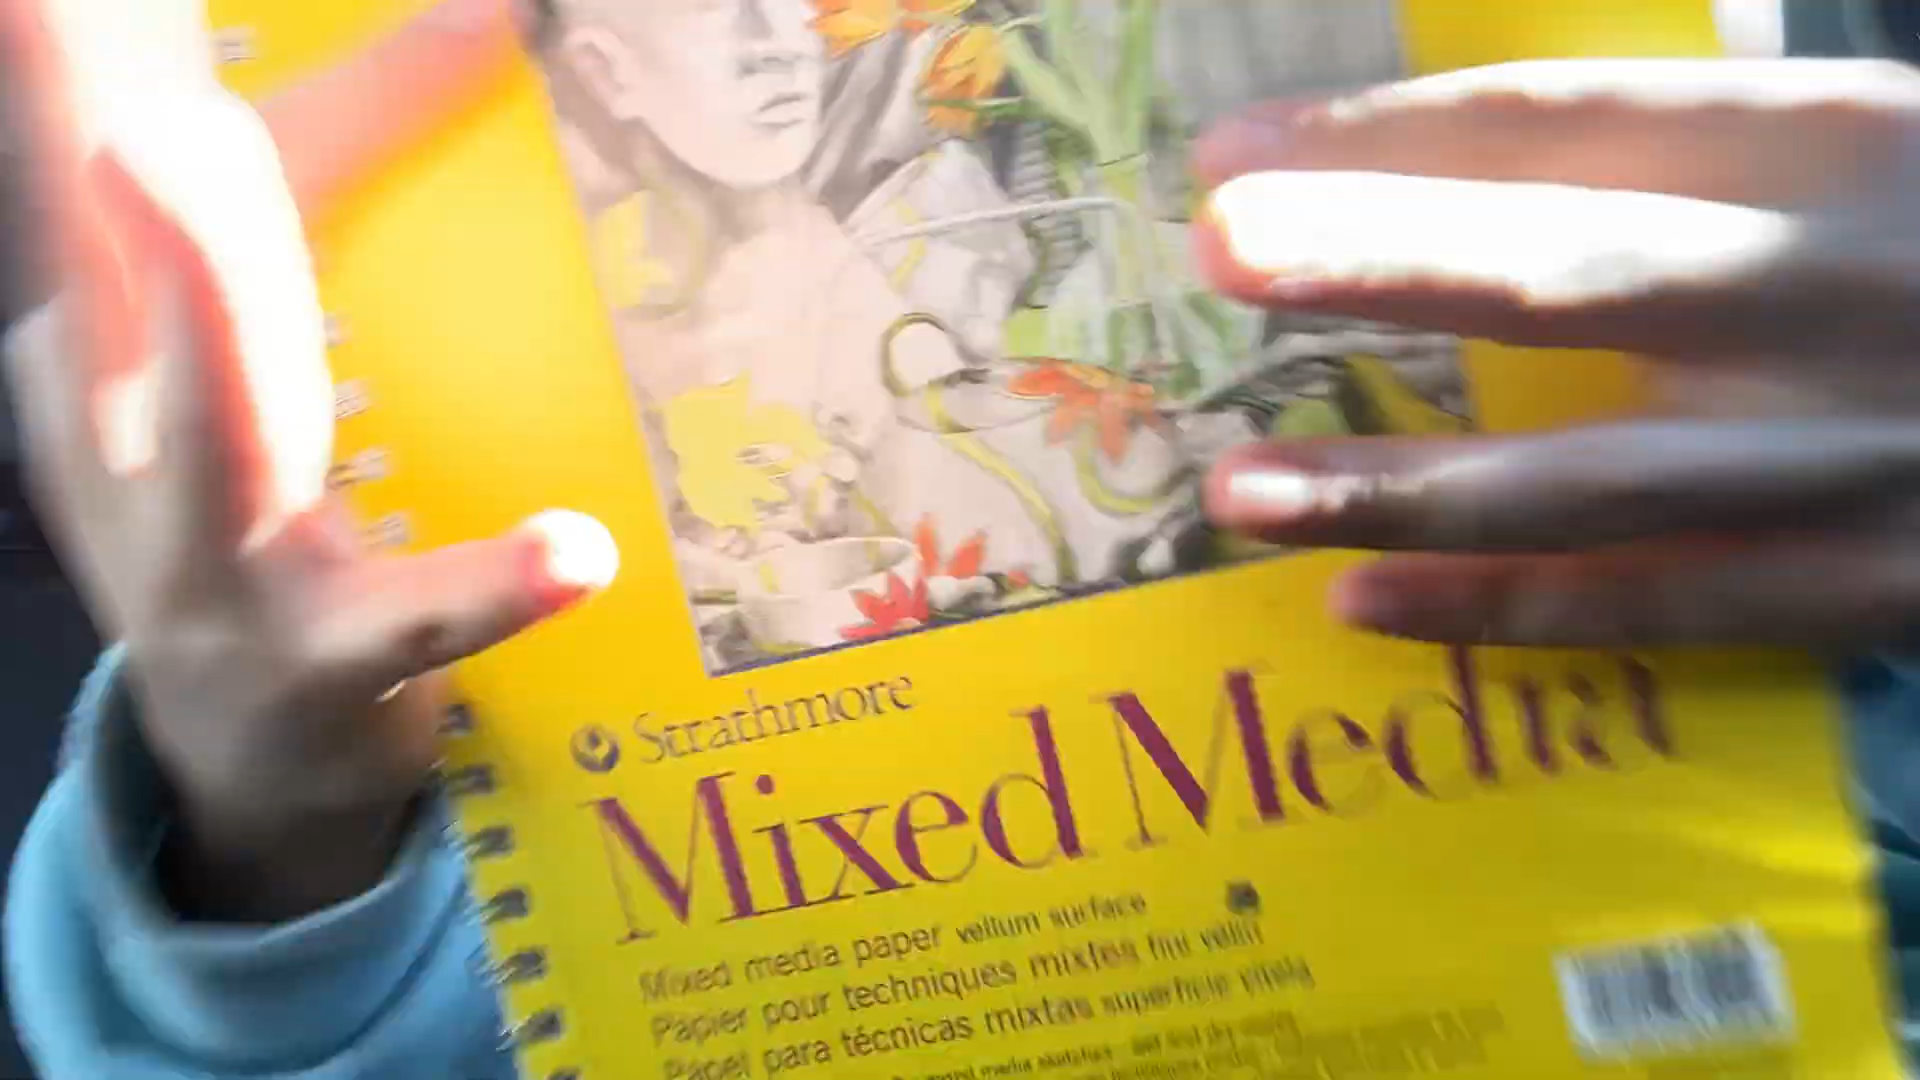 Strathmore
Mixed Media
Mixed media paper vellum surface
Papier pour techniques mixtes fini vélin
Papel para técnicas mixtas superficie vitela